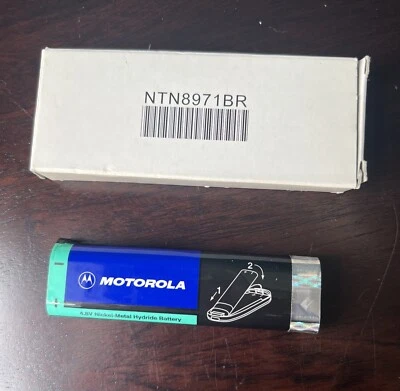 NTN8971BR
2
MOTOROLA
1
4.8V Nickel-Metal Hydride Battery